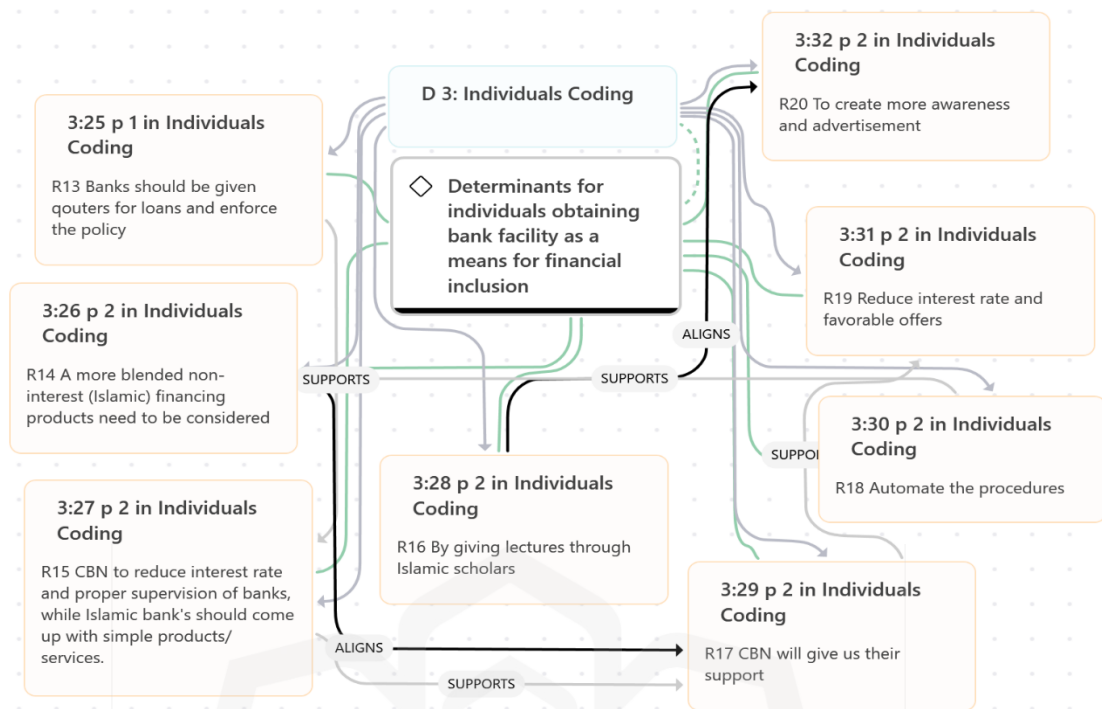 D 3: Individuals Coding
Determinants for
individuals obtaining
bank facility as a
means for financial
inclusion
3:25 p 1 in Individuals
Coding
R13 Banks should be given
qouters for loans and enforce
the policy
3:26 p 2 in Individuals
Coding
R14 A more blended non-
interest (Islamic) financing
products need to be
considered
3:27 p 2 in Individuals
Coding
R15 CBN to reduce interest rate
and proper supervision of banks,
while Islamic bank's should come
up with simple products/
services.
3:28 p 2 in Individuals
Coding
R16 By giving lectures through
Islamic scholars
3:29 p 2 in Individuals
Coding
R17 CBN will give us their
support
3:30 p 2 in Individuals
Coding
R18 Automate the procedures
3:31 p 2 in Individuals
Coding
R19 Reduce interest rate and
favorable offers
3:32 p 2 in Individuals
Coding
R20 To create more awareness
and advertisement
ALIGNS
SUPPORTS
SUPPORTS
SUPPO
ALIGNS
SUPPORTS